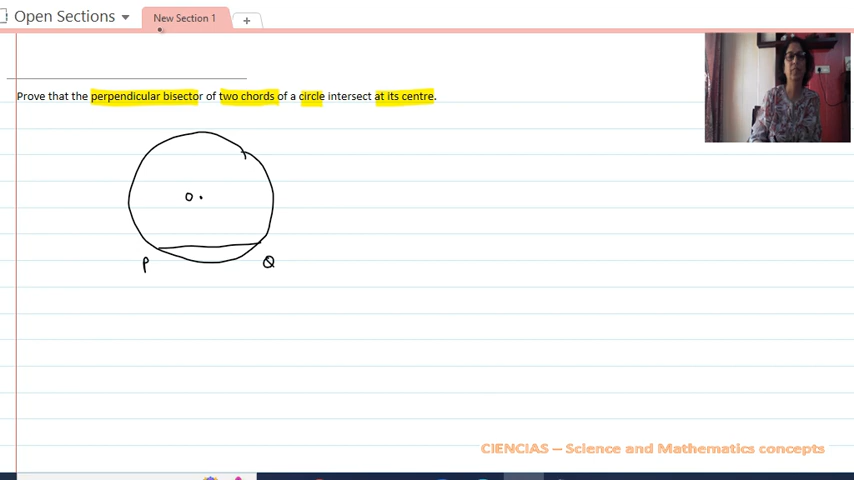 Open Sections
New Section 1
+
Prove that the perpendicular bisector of two chords of a circle intersect at its centre.
O
P
Q
CIENCIAS – Science and Mathematics concepts